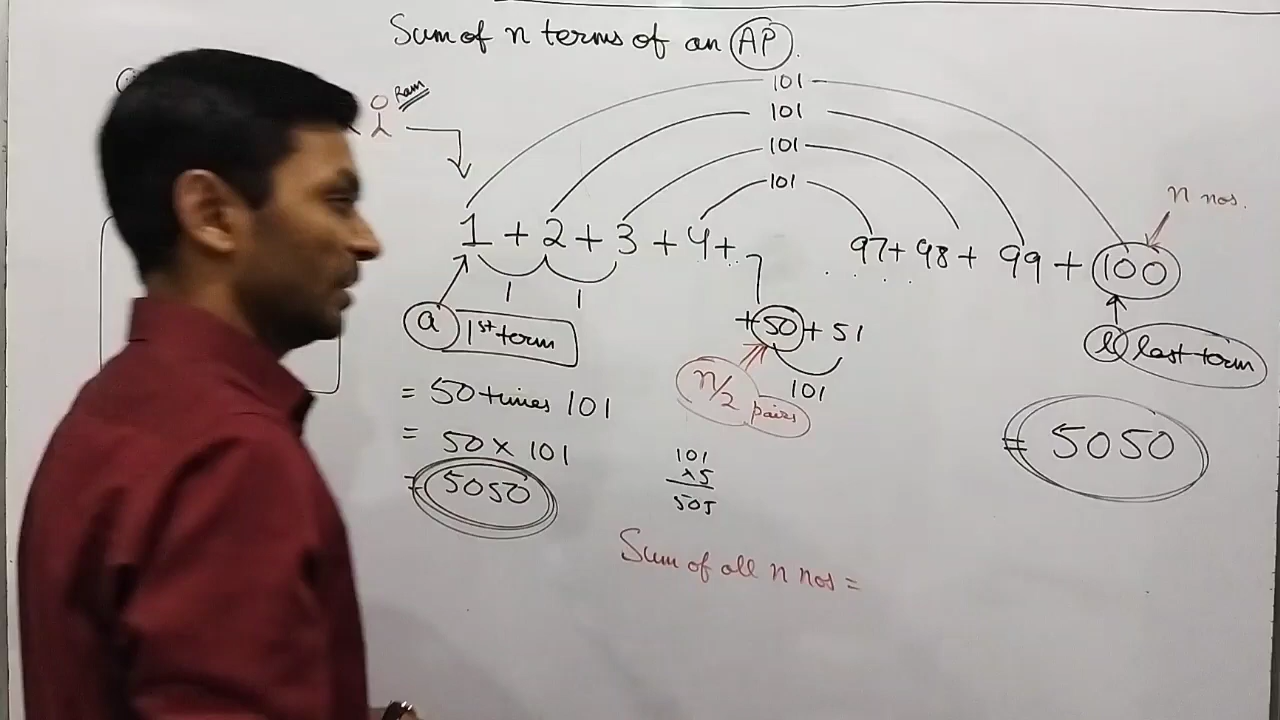 Sum of n terms of an AP.
Ram
101
101
101
101
n nos.
1 + 2 + 3 + 4 + .. . . . . 97 + 98 + 99 + 100
1 1
+ 50 + 51
a 1st term
l last term
n/2 pairs
101
= 50 times 101
= 50 x 101
= 5050
101
x5
505
= 5050
Sum of all n nos =